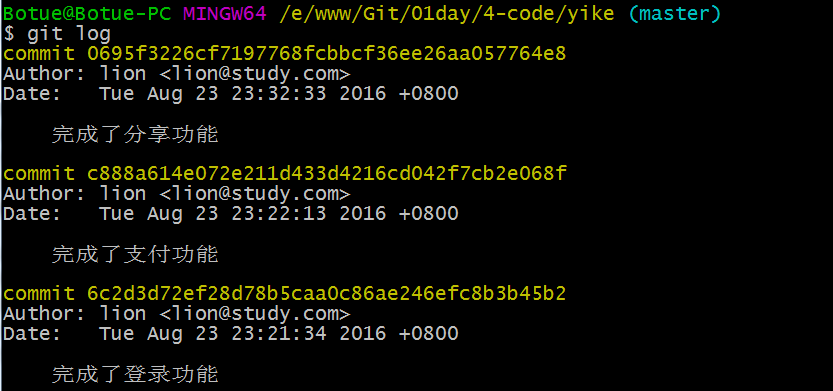 Botue@Botue-PC MINGW64 /e/www/Git/01day/4-code/yike (master)
$ git log
commit 0695f3226cf7197768fcbbcf36ee26aa057764e8
Author: lion <lion@study.com>
Date:   Tue Aug 23 23:32:33 2016 +0800
完成了分享功能
commit c888a614e072e211d433d4216cd042f7cb2e068f
Author: lion <lion@study.com>
Date:   Tue Aug 23 23:22:13 2016 +0800
完成了支付功能
commit 6c2d3d72ef28d78b5caa0c86ae246efc8b3b45b2
Author: lion <lion@study.com>
Date:   Tue Aug 23 23:21:34 2016 +0800
完成了登录功能